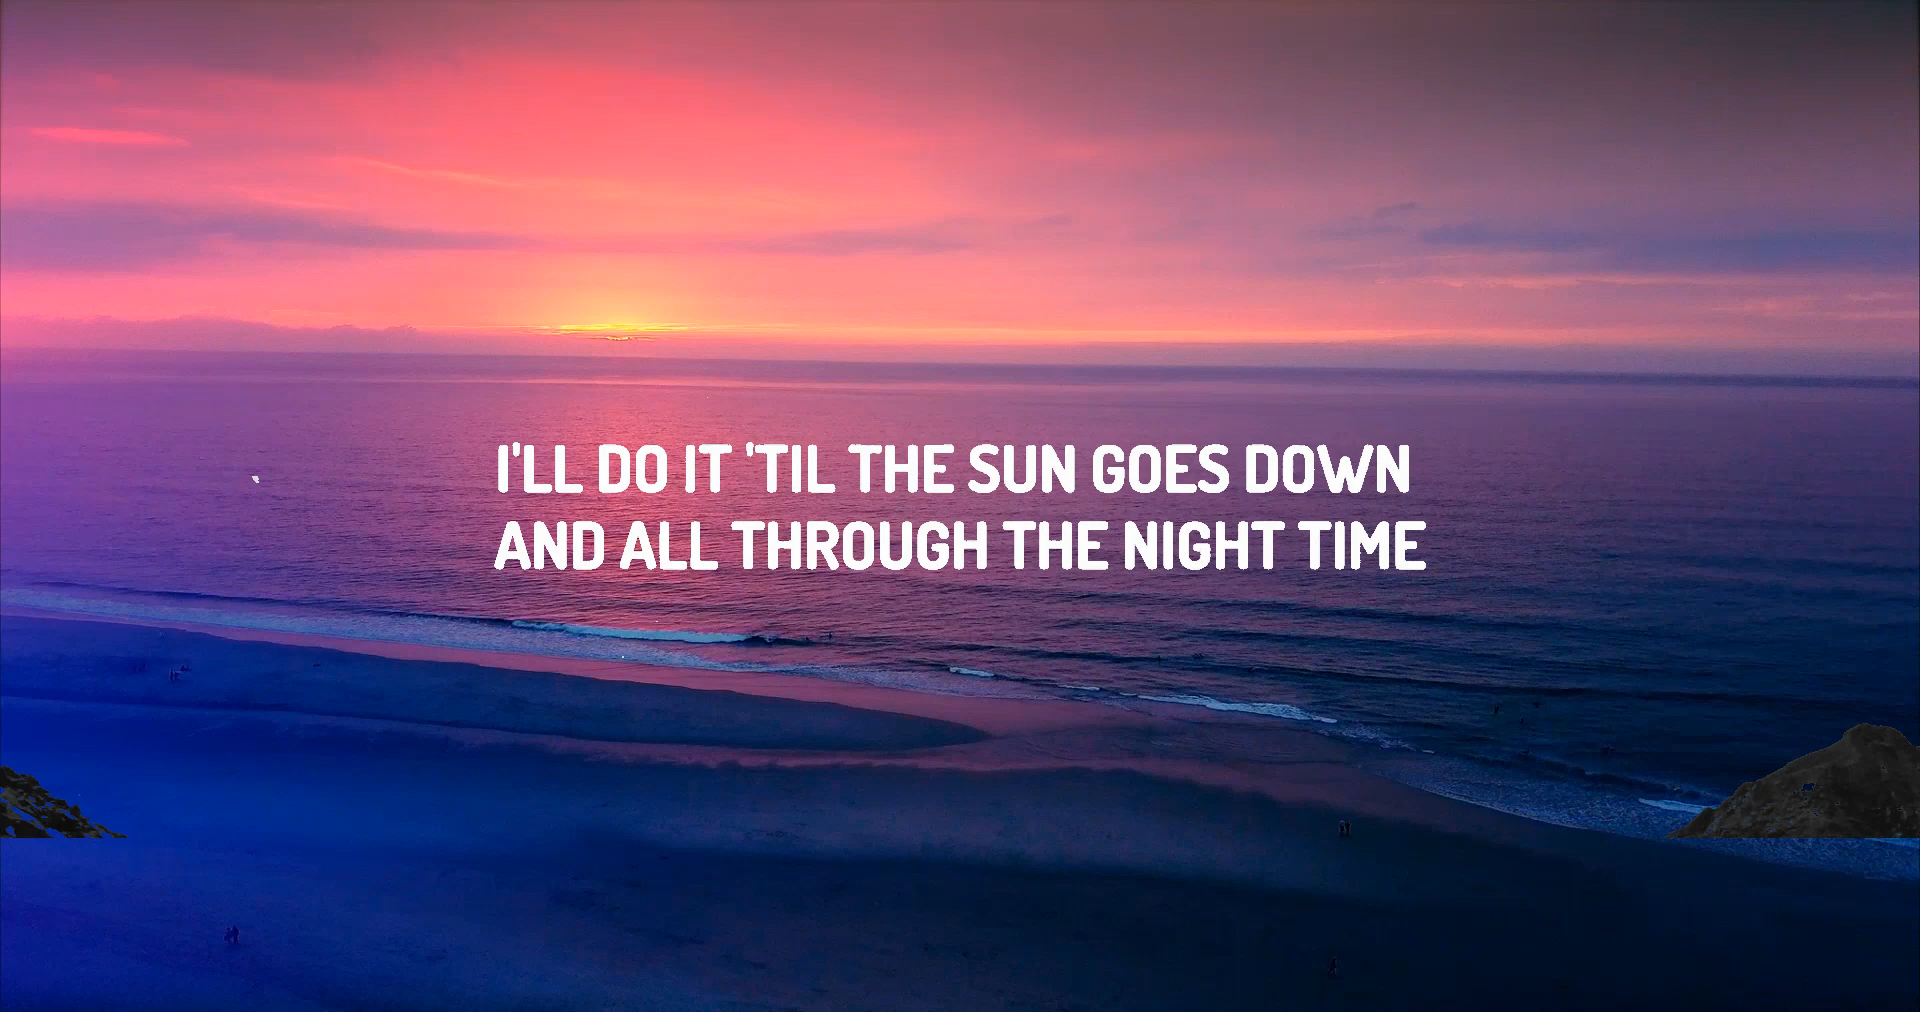 I'LL DO IT 'TIL THE SUN GOES DOWN
AND ALL THROUGH THE NIGHT TIME